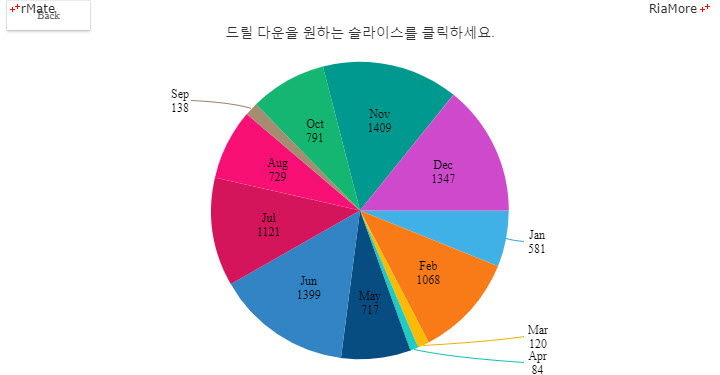 rMate
Back
RiaMore
드릴 다운을 원하는 슬라이스를 클릭하세요.
Sep
138
Oct
791
Nov
1409
Dec
1347
Aug
729
Jul
1121
Jan
581
Feb
1068
Jun
1399
May
717
Mar
120
Apr
84